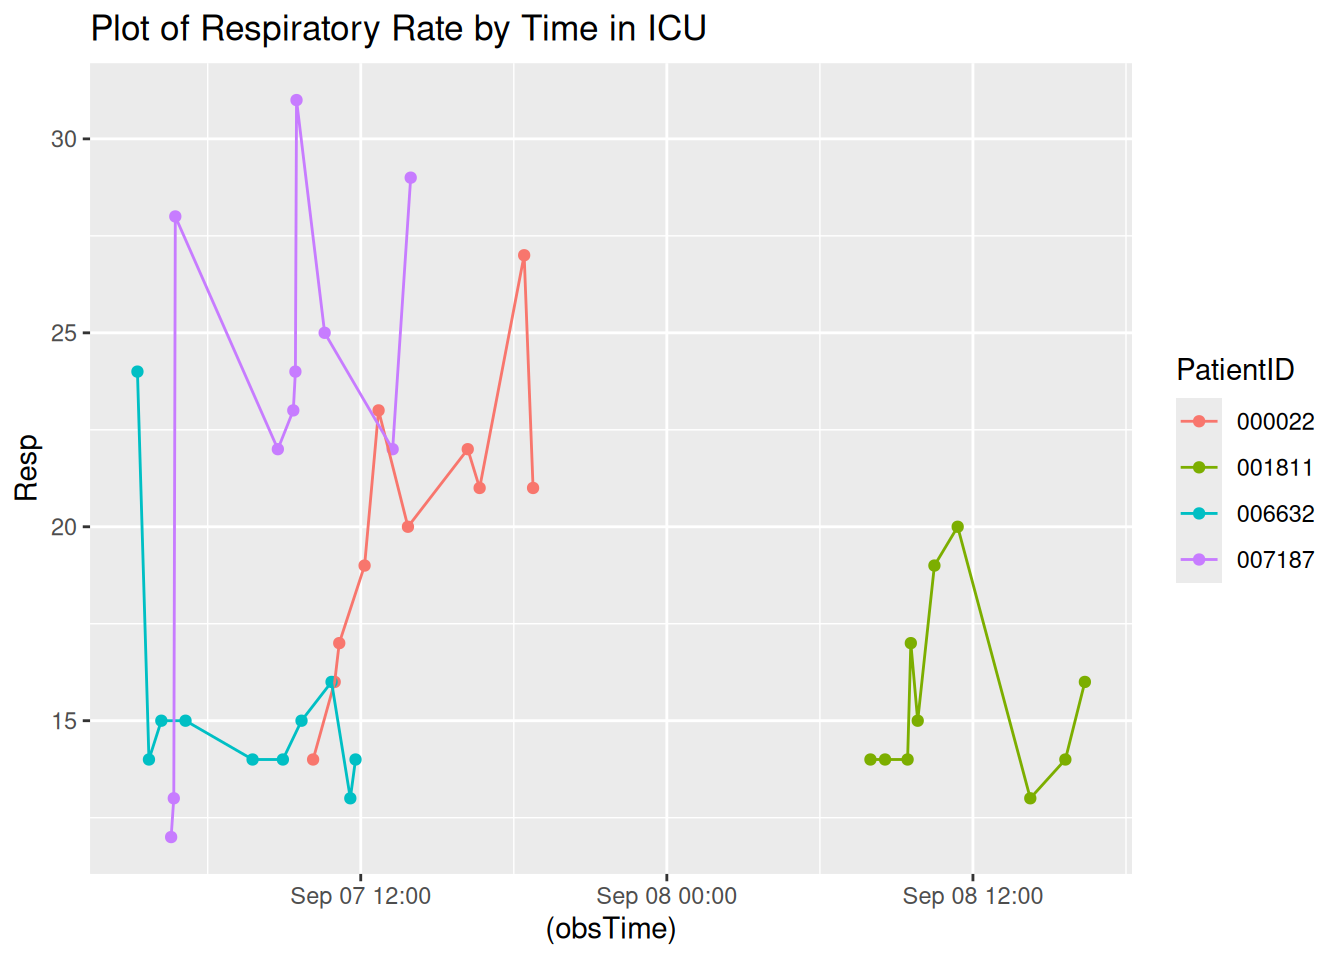 Plot of Respiratory Rate by Time in ICU
30
25
20
15
Resp
Sep 07 12:00
Sep 08 00:00
Sep 08 12:00
(obsTime)
PatientID
000022
001811
006632
007187